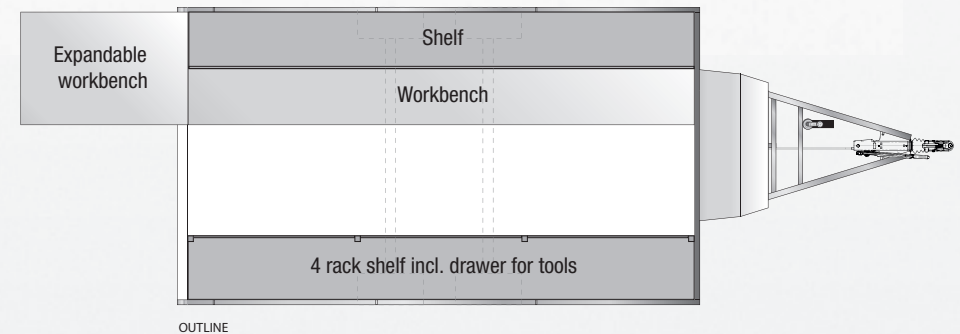 Shelf
Expandable
workbench
Workbench
4 rack shelf incl. drawer for tools
OUTLINE